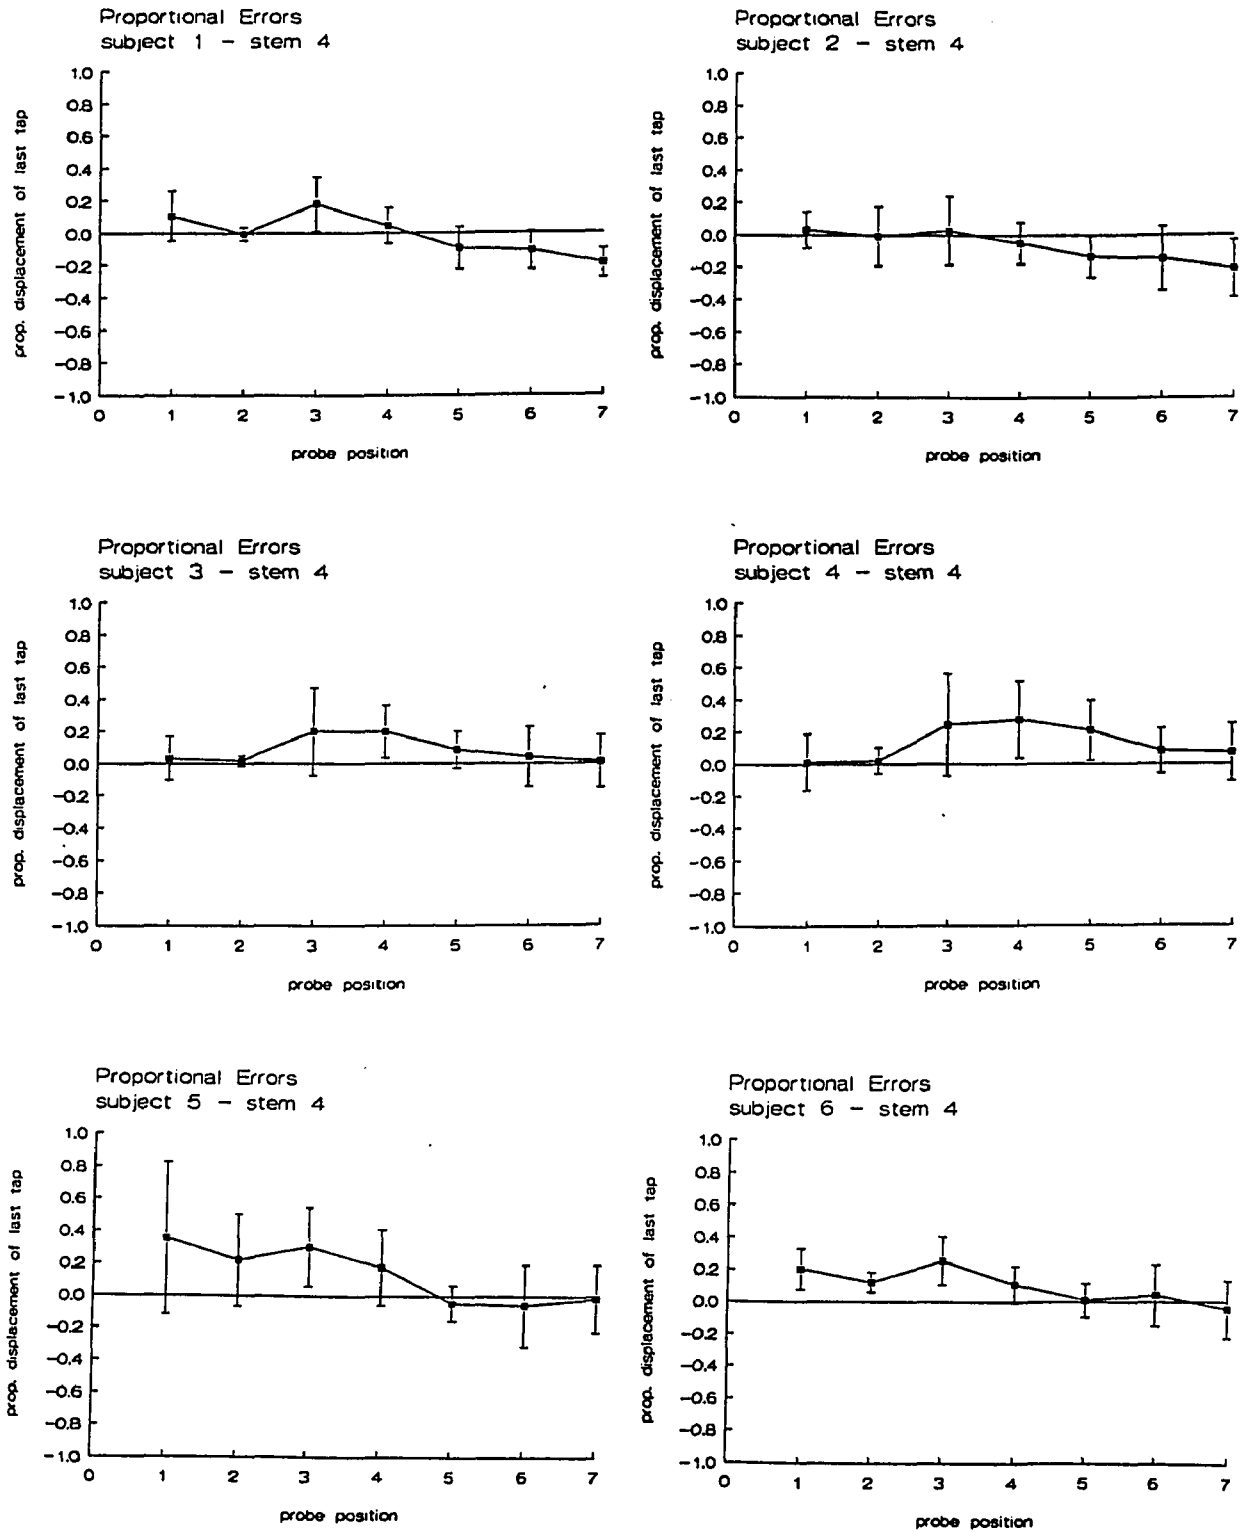 Proportional Errors
subject 1 - stem 4
prop. displacement of last tap
1.0
0.8
0.6
0.4
0.2
0.0
-0.2
-0.4
-0.6
-0.8
-1.0
0 1 2 3 4 5 6 7
probe position
Proportional Errors
subject 2 - stem 4
prop. displacement of last tap
1.0
0.8
0.6
0.4
0.2
0.0
-0.2
-0.4
-0.6
-0.8
-1.0
0 1 2 3 4 5 6 7
probe position
Proportional Errors
subject 3 - stem 4
prop. displacement of last tap
1.0
0.8
0.6
0.4
0.2
0.0
-0.2
-0.4
-0.6
-0.8
-1.0
0 1 2 3 4 5 6 7
probe position
Proportional Errors
subject 4 - stem 4
prop. displacement of last tap
1.0
0.8
0.6
0.4
0.2
0.0
-0.2
-0.4
-0.6
-0.8
-1.0
0 1 2 3 4 5 6 7
probe position
Proportional Errors
subject 5 - stem 4
prop. displacement of last tap
1.0
0.8
0.6
0.4
0.2
0.0
-0.2
-0.4
-0.6
-0.8
-1.0
0 1 2 3 4 5 6 7
probe position
Proportional Errors
subject 6 - stem 4
prop. displacement of last tap
1.0
0.8
0.6
0.4
0.2
0.0
-0.2
-0.4
-0.6
-0.8
-1.0
0 1 2 3 4 5 6 7
probe position